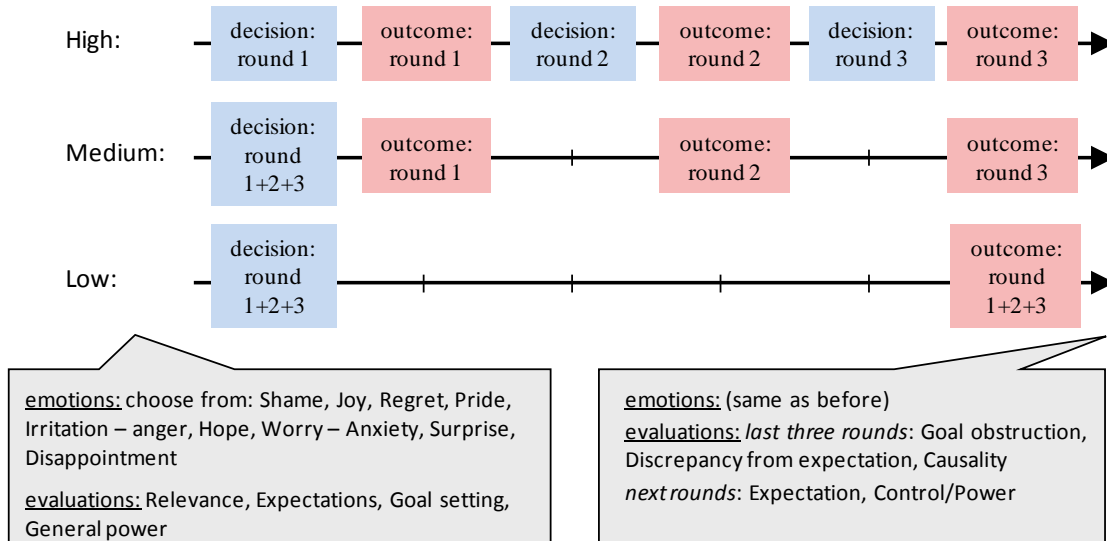 High:
decision:
round 1
outcome:
round 1
decision:
round 2
outcome:
round 2
decision:
round 3
outcome:
round 3
Medium:
decision:
round
1+2+3
outcome:
round 1
outcome:
round 2
outcome:
round 3
Low:
decision:
round
1+2+3
outcome:
round
1+2+3
emotions: choose from: Shame, Joy, Regret, Pride,
Irritation – anger, Hope, Worry – Anxiety, Surprise,
Disappointment
evaluations: Relevance, Expectations, Goal setting,
General power
emotions: (same as before)
evaluations: last three rounds: Goal obstruction,
Discrepancy from expectation, Causality
next rounds: Expectation, Control/Power